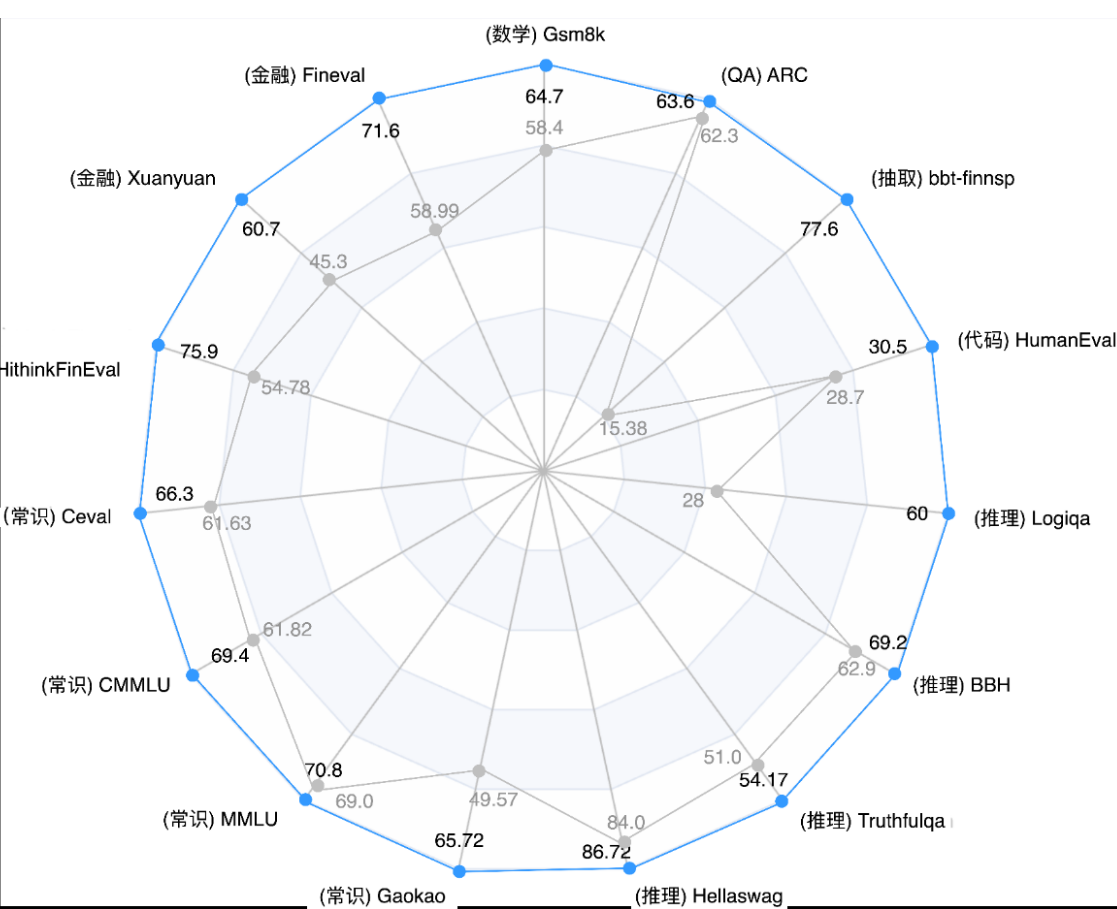 (数学) Gsm8k
64.7
58.4
(QA) ARC
63.6
62.3
(抽取) bbt-finnsp
77.6
15.38
(代码) HumanEval
30.5
28.7
(推理) Logiqa
60
28
(推理) BBH
69.2
62.9
(推理) Truthfulqa
54.17
51.0
(推理) Hellaswag
86.72
84.0
(常识) Gaokao
65.72
49.57
(常识) MMLU
70.8
69.0
(常识) CMMLU
69.4
61.82
(常识) Ceval
66.3
61.63
HithinkFinEval
75.9
54.78
(金融) Xuanyuan
60.7
45.3
(金融) Fineval
71.6
58.99